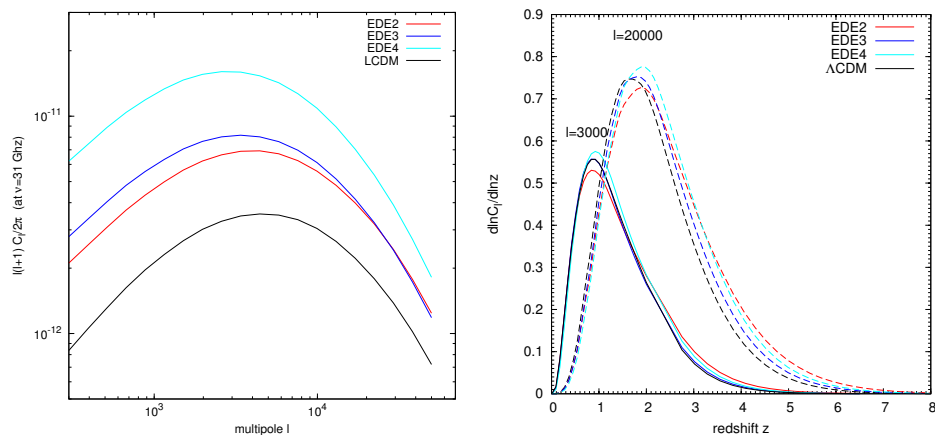 EDE2
EDE3
EDE4
LCDM
10^-11
10^-12
l(l+1) C_l/2π (at ν=31 Ghz)
10^3
10^4
multipole l
EDE2
EDE3
EDE4
ΛCDM
l=20000
l=3000
0.9
0.8
0.7
0.6
0.5
0.4
0.3
0.2
0.1
0
dlnC_l/dlnz
0 1 2 3 4 5 6 7 8
redshift z